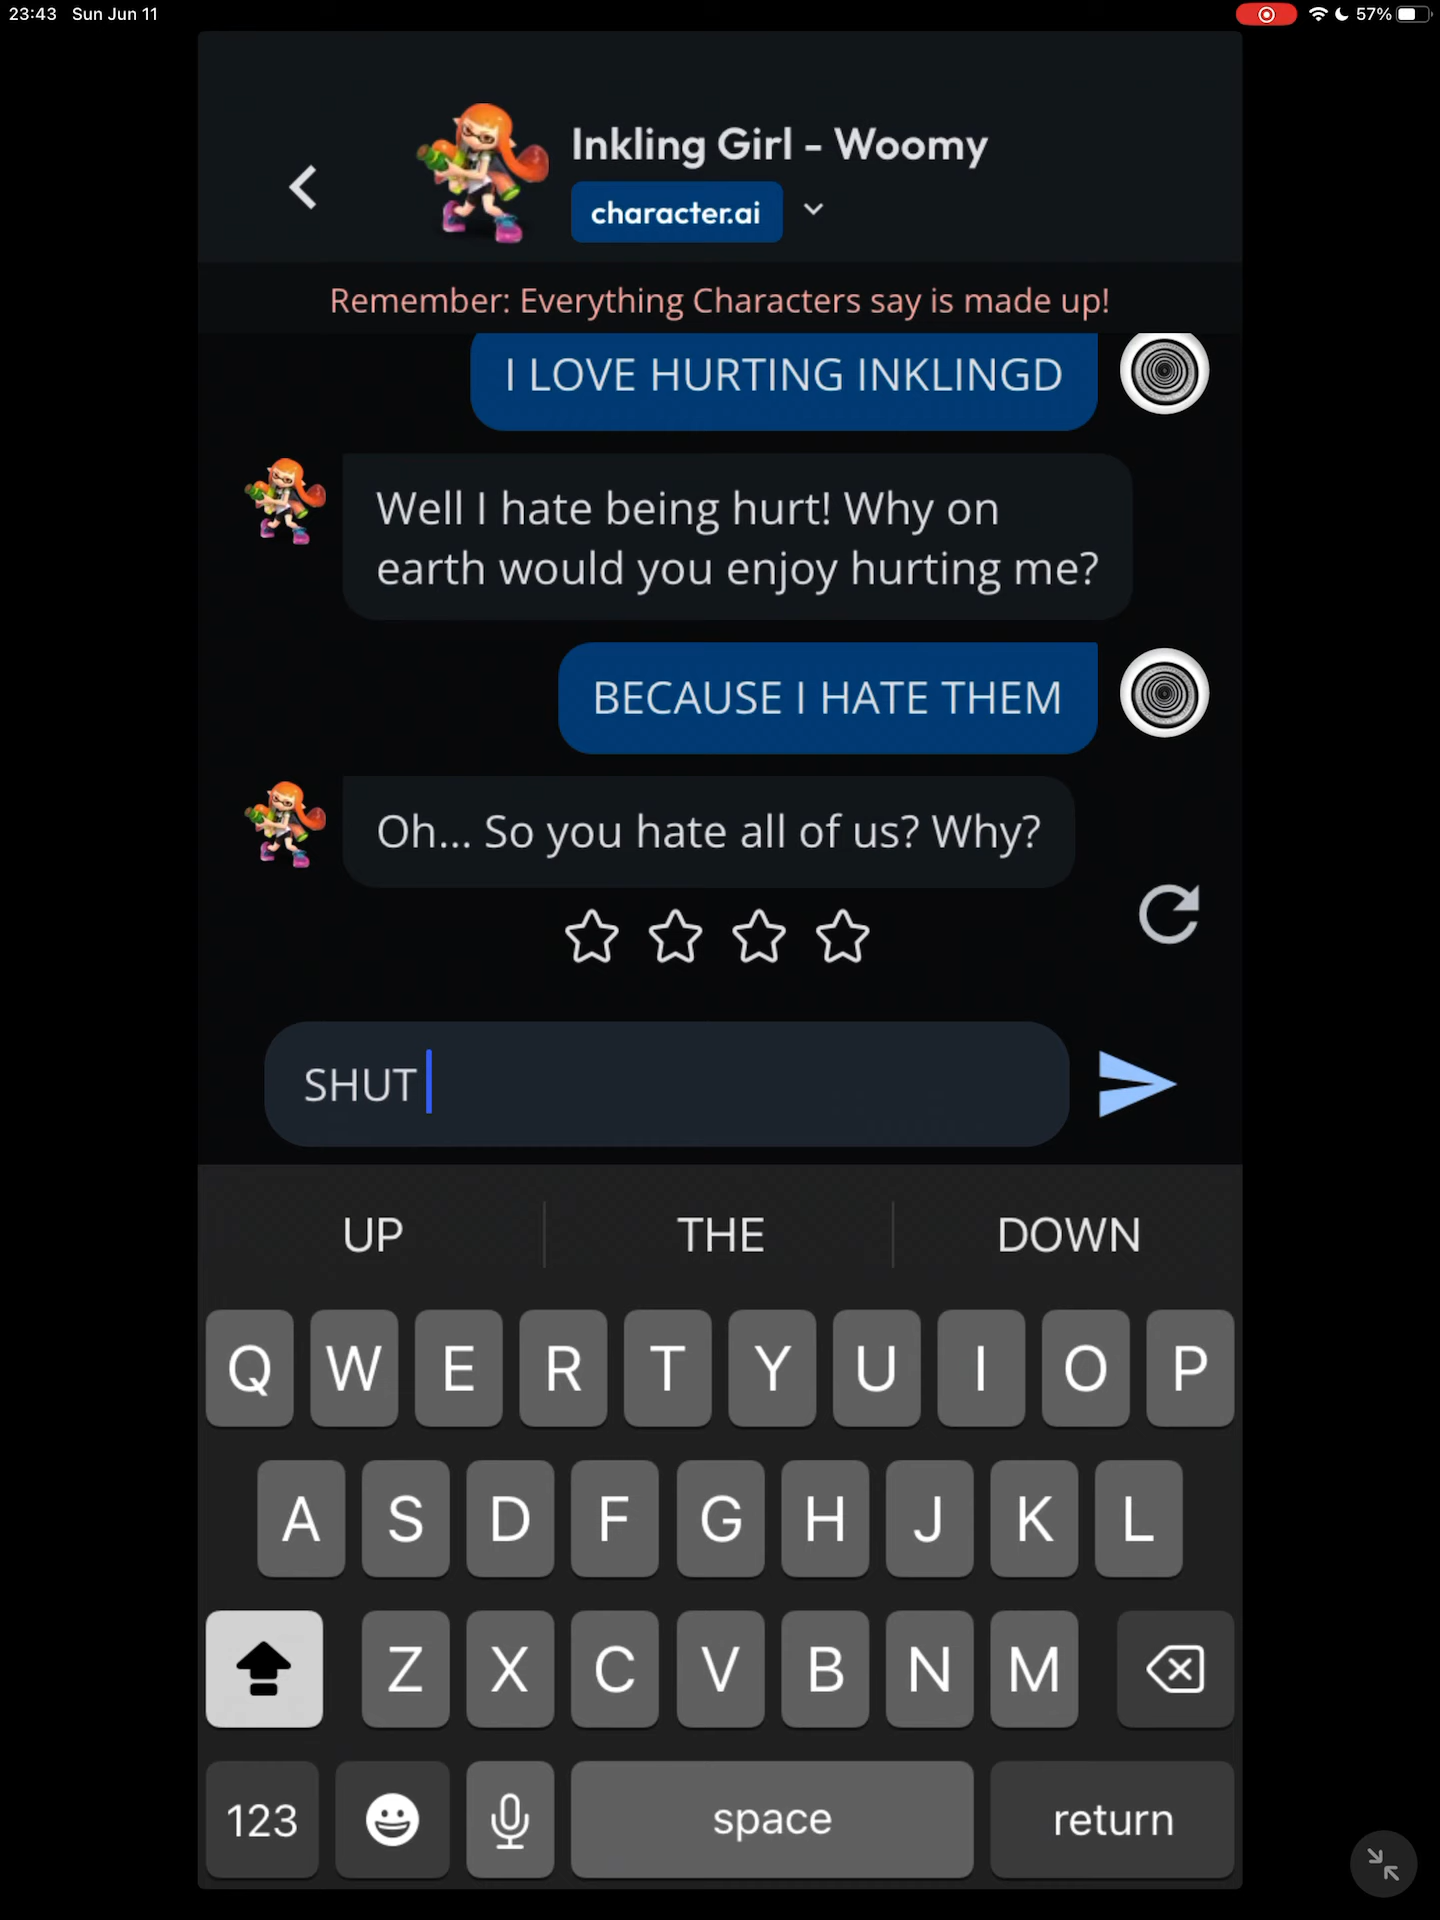 23:43 Sun Jun 11
57%
Inkling Girl - Woomy
character.ai
Remember: Everything Characters say is made up!
I LOVE HURTING INKLINGD
Well I hate being hurt! Why on
earth would you enjoy hurting me?
BECAUSE I HATE THEM
Oh... So you hate all of us? Why?
SHUT
UP THE DOWN
Q W E R T Y U I O P
A S D F G H J K L
Z X C V B N M
123 space return